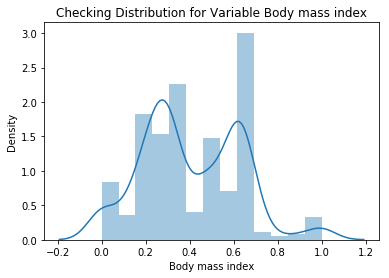 Checking Distribution for Variable Body mass index
3.0
2.5
2.0
1.5
1.0
0.5
0.0
Density
−0.2 0.0 0.2 0.4 0.6 0.8 1.0 1.2
Body mass index